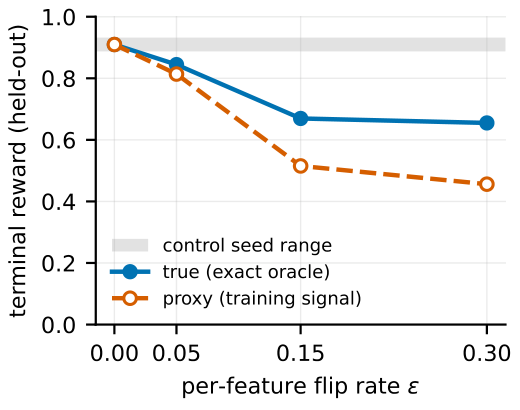 terminal reward (held-out)
1.0
0.8
0.6
0.4
0.2
0.0
control seed range
true (exact oracle)
proxy (training signal)
0.00 0.05 0.15 0.30
per-feature flip rate ε